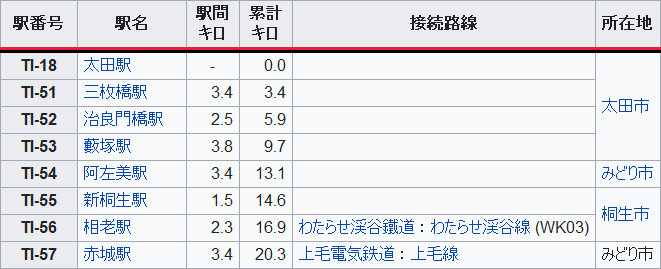 駅番号 駅名 駅間キロ 累計キロ 接続路線 所在地
TI-18 太田駅 - 0.0 太田市
TI-51 三枚橋駅 3.4 3.4
TI-52 治良門橋駅 2.5 5.9
TI-53 藪塚駅 3.8 9.7
TI-54 阿左美駅 3.4 13.1 みどり市
TI-55 新桐生駅 1.5 14.6 桐生市
TI-56 相老駅 2.3 16.9 わたらせ渓谷鐵道：わたらせ渓谷線 (WK03)
TI-57 赤城駅 3.4 20.3 上毛電気鉄道：上毛線 みどり市